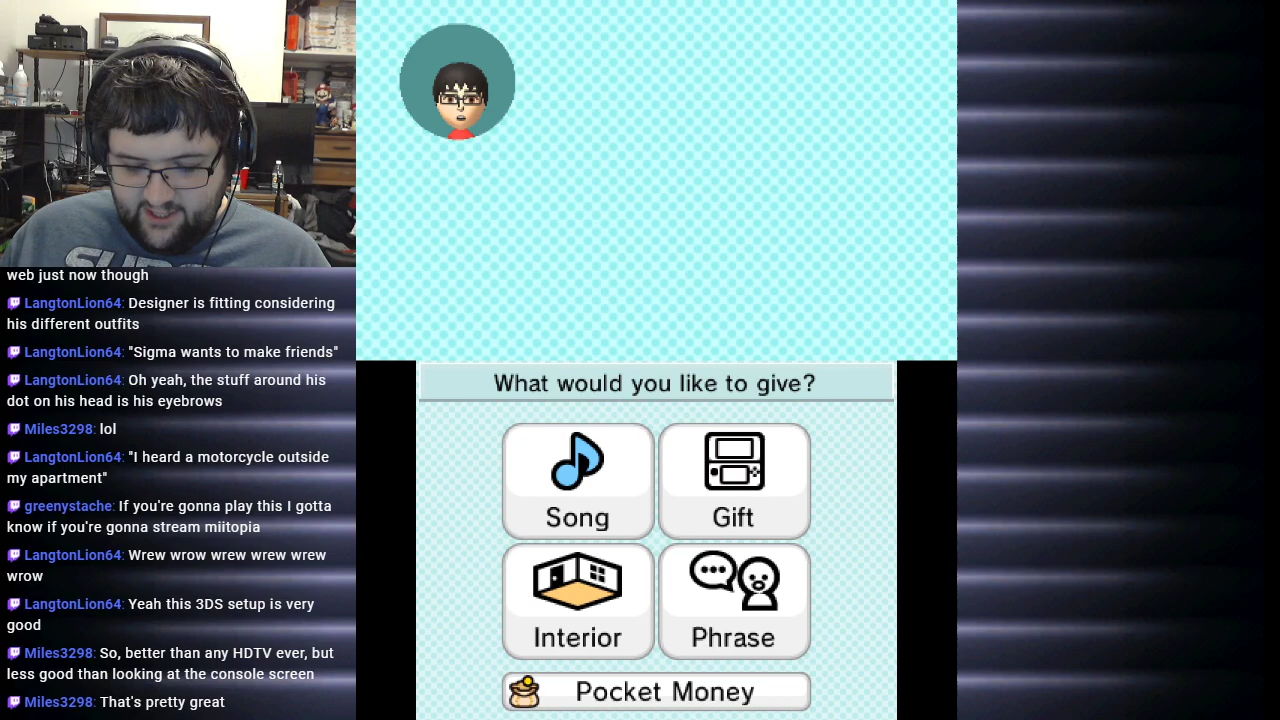 web just now though
LangtonLion64: Designer is fitting considering
his different outfits
LangtonLion64: "Sigma wants to make friends"
LangtonLion64: Oh yeah, the stuff around his
dot on his head is his eyebrows
Miles3298: lol
LangtonLion64: "I heard a motorcycle outside
my apartment"
greenystache: If you're gonna play this I gotta
know if you're gonna stream miitopia
LangtonLion64: Wrew wrow wrew wrew wrew
wrow
LangtonLion64: Yeah this 3DS setup is very
good
Miles3298: So, better than any HDTV ever, but
less good than looking at the console screen
Miles3298: That's pretty great
What would you like to give?
Song
Gift
Interior
Phrase
Pocket Money